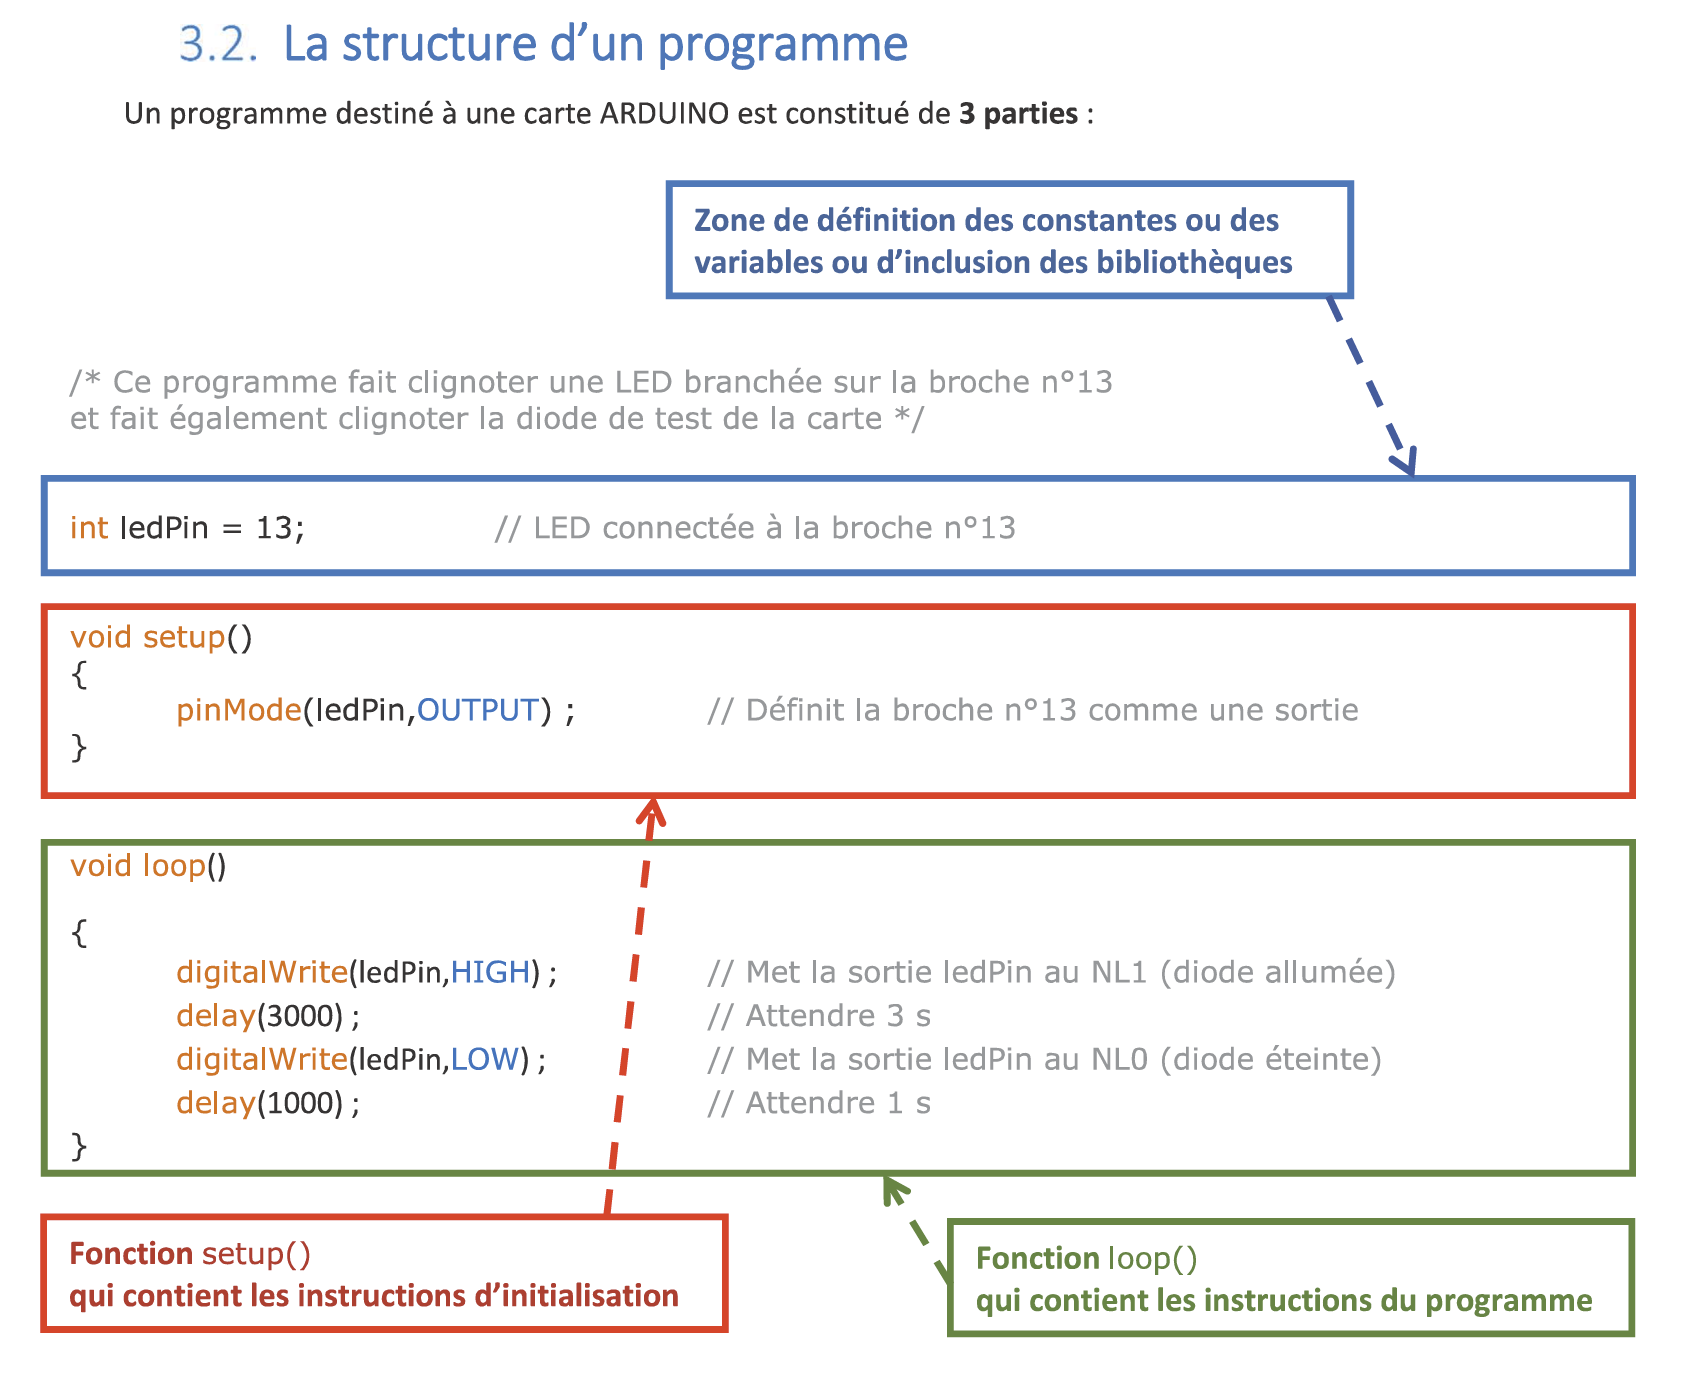 3.2. La structure d’un programme
Un programme destiné à une carte ARDUINO est constitué de 3 parties :
Zone de définition des constantes ou des
variables ou d’inclusion des bibliothèques
/* Ce programme fait clignoter une LED branchée sur la broche n°13
et fait également clignoter la diode de test de la carte */
int ledPin = 13; // LED connectée à la broche n°13
void setup()
{
pinMode(ledPin,OUTPUT) ; // Définit la broche n°13 comme une sortie
}
void loop()
{
digitalWrite(ledPin,HIGH) ; // Met la sortie ledPin au NL1 (diode allumée)
delay(3000) ; // Attendre 3 s
digitalWrite(ledPin,LOW) ; // Met la sortie ledPin au NL0 (diode éteinte)
delay(1000) ; // Attendre 1 s
}
Fonction setup()
qui contient les instructions d’initialisation
Fonction loop()
qui contient les instructions du programme